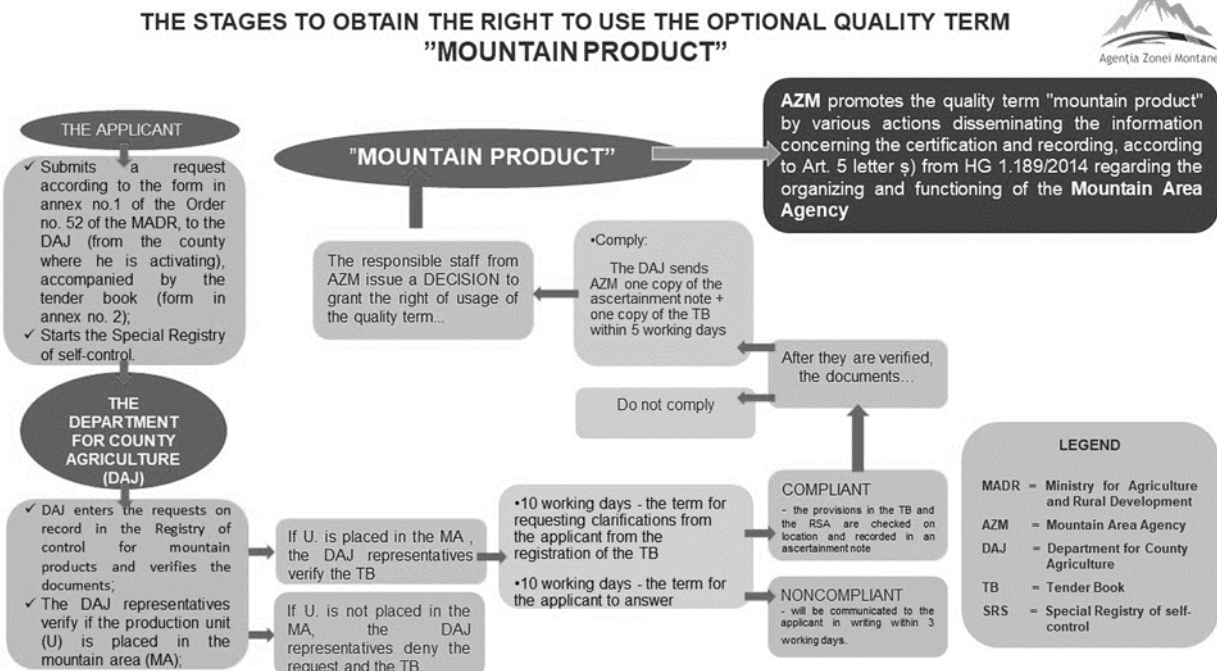 THE STAGES TO OBTAIN THE RIGHT TO USE THE OPTIONAL QUALITY TERM
”MOUNTAIN PRODUCT”
Agenția Zonei Montane
THE APPLICANT
✓ Submits a request
according to the form in
annex no.1 of the Order
no. 52 of the MADR, to the
DAJ (from the county
where he is activating),
accompanied by the
tender book (form in
annex no. 2);
✓ Starts the Special Registry
of self-control.
THE
DEPARTMENT
FOR COUNTY
AGRICULTURE
(DAJ)
✓ DAJ enters the requests on
record in the Registry of
control for mountain
products and verifies the
documents;
✓ The DAJ representatives
verify if the production unit
(U) is placed in the
mountain area (MA);
If U. is placed in the MA ,
the DAJ representatives
verify the TB
If U. is not placed in the
MA, the DAJ
representatives deny the
request and the TB
•10 working days - the term for
requesting clarifications from
the applicant from the
registration of the TB
•10 working days - the term for
the applicant to answer
COMPLIANT
- the provisions in the TB and
the RSA are checked on
location and recorded in an
ascertainment note
NONCOMPLIANT
- will be communicated to the
applicant in writing within 3
working days.
After they are verified,
the documents…
Do not comply
•Comply:
The DAJ sends
AZM one copy of the
ascertainment note +
one copy of the TB
within 5 working days
The responsible staff from
AZM issue a DECISION to
grant the right of usage of
the quality term...
”MOUNTAIN PRODUCT”
AZM promotes the quality term "mountain product"
by various actions disseminating the information
concerning the certification and recording, according
to Art. 5 letter ș) from HG 1.189/2014 regarding the
organizing and functioning of the Mountain Area
Agency
LEGEND
MADR = Ministry for Agriculture
and Rural Development
AZM = Mountain Area Agency
DAJ = Department for County
Agriculture
TB = Tender Book
SRS = Special Registry of self-
control